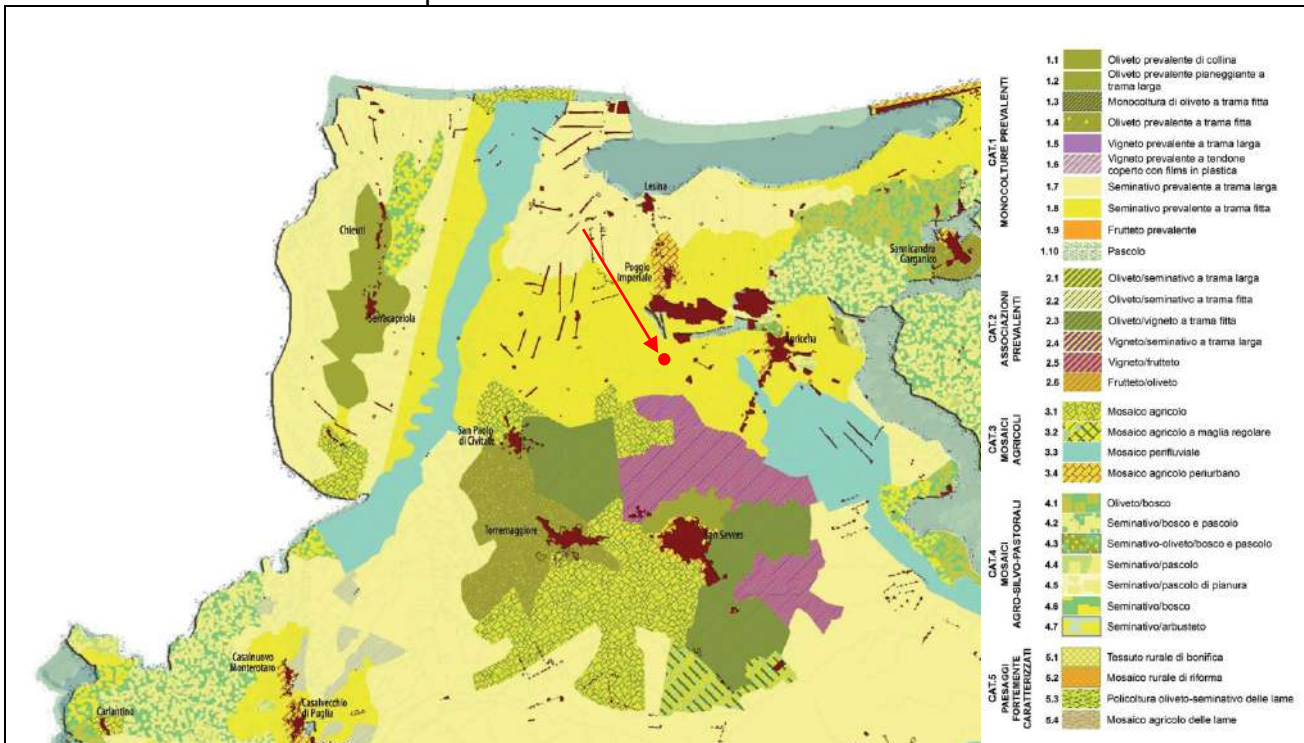 Lesina
Chieuti
Sannicandro
Garganico
Poggio
Imperiale
Serracapriola
Apricena
San Paolo
di Civitate
Torremaggiore
San Severo
Casalnuovo
Monterotaro
Casalvecchio
di Puglia
Carlantino
CAT.1
MONOCOLTURE PREVALENTI
1.1 Oliveto prevalente di collina
1.2 Oliveto prevalente pianeggiante a
trama larga
1.3 Monocoltura di oliveto a trama fitta
1.4 Oliveto prevalente a trama fitta
1.5 Vigneto prevalente a trama larga
1.6 Vigneto prevalente a tendone
coperto con films in plastica
1.7 Seminativo prevalente a trama larga
1.8 Seminativo prevalente a trama fitta
1.9 Frutteto prevalente
1.10 Pascolo
CAT.2
ASSOCIAZIONI
PREVALENTI
2.1 Oliveto/seminativo a trama larga
2.2 Oliveto/seminativo a trama fitta
2.3 Oliveto/vigneto a trama fitta
2.4 Vigneto/seminativo a trama larga
2.5 Vigneto/frutteto
2.6 Frutteto/oliveto
CAT.3
MOSAICI
AGRICOLI
3.1 Mosaico agricolo
3.2 Mosaico agricolo a maglia regolare
3.3 Mosaico perifluviale
3.4 Mosaico agricolo periurbano
CAT.4
MOSAICI
AGRO-SILVO-PASTORALI
4.1 Oliveto/bosco
4.2 Seminativo/bosco e pascolo
4.3 Seminativo-oliveto/bosco e pascolo
4.4 Seminativo/pascolo
4.5 Seminativo/pascolo di pianura
4.6 Seminativo/bosco
4.7 Seminativo/arbusteto
CAT.5
PAESAGGI
FORTEMENTE
CARATTERIZZATI
5.1 Tessuto rurale di bonifica
5.2 Mosaico rurale di riforma
5.3 Policoltura oliveto-seminativo delle lame
5.4 Mosaico agricolo delle lame